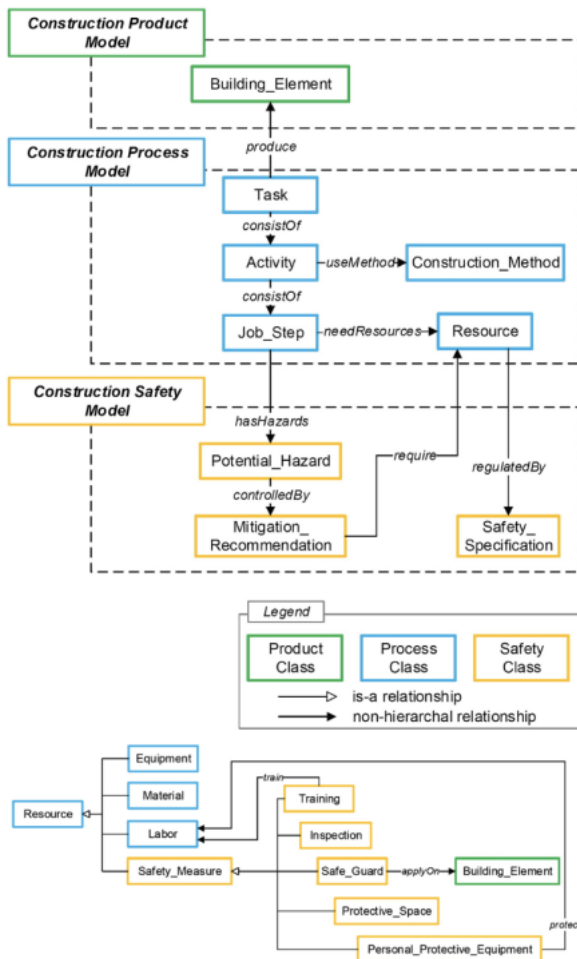 Construction Product
Model
Building_Element
produce
Construction Process
Model
Task
consistOf
Activity
useMethod
Construction_Method
consistOf
Job_Step
needResources
Resource
Construction Safety
Model
hasHazards
Potential_Hazard
require
regulatedBy
controlledBy
Mitigation_
Recommendation
Safety_
Specification
Legend
Product
Class
Process
Class
Safety
Class
is-a relationship
non-hierarchal relationship
Equipment
train
Material
Training
Resource
Labor
Inspection
Safety_Measure
Safe_Guard
applyOn
Building_Element
Protective_Space
protec
Personal_Protective_Equipment